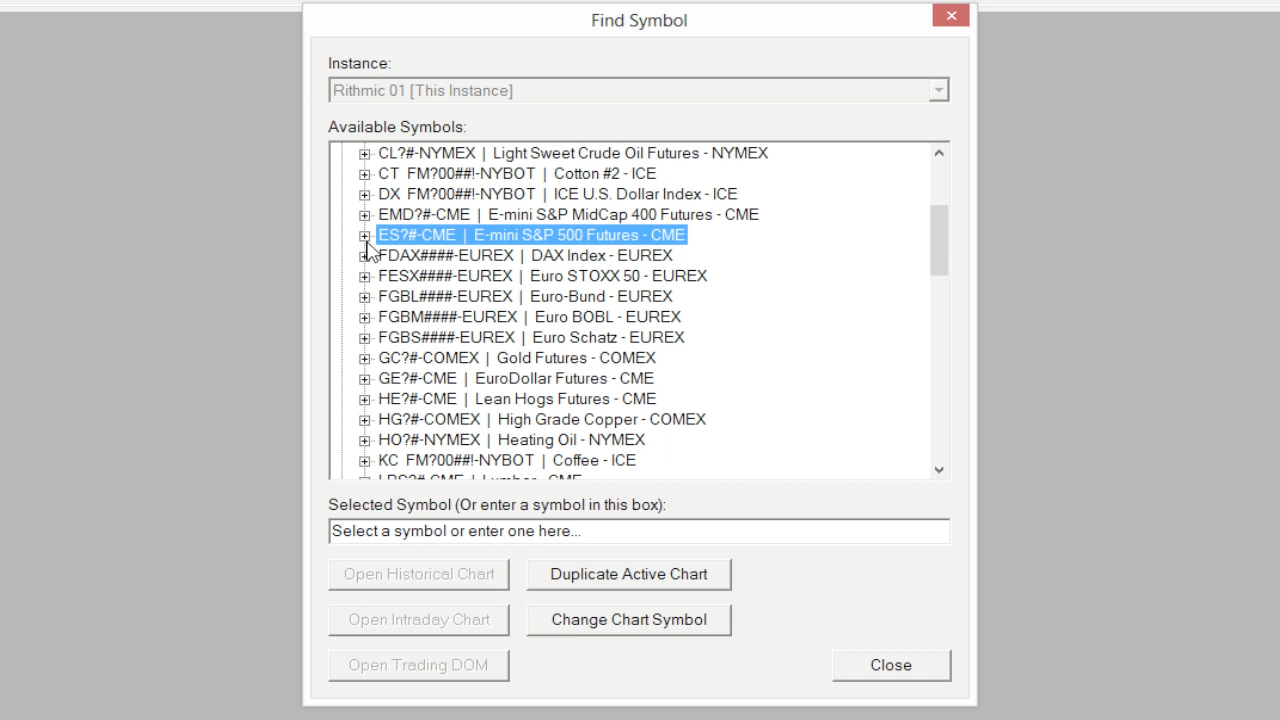 Find Symbol
Instance:
Rithmic 01 [This Instance]
Available Symbols:
CL?#-NYMEX | Light Sweet Crude Oil Futures - NYMEX
CT FM?00##!-NYBOT | Cotton #2 - ICE
DX FM?00##!-NYBOT | ICE U.S. Dollar Index - ICE
EMD?#-CME | E-mini S&P MidCap 400 Futures - CME
ES?#-CME | E-mini S&P 500 Futures - CME
FDAX####-EUREX | DAX Index - EUREX
FESX####-EUREX | Euro STOXX 50 - EUREX
FGBL####-EUREX | Euro-Bund - EUREX
FGBM####-EUREX | Euro BOBL - EUREX
FGBS####-EUREX | Euro Schatz - EUREX
GC?#-COMEX | Gold Futures - COMEX
GE?#-CME | EuroDollar Futures - CME
HE?#-CME | Lean Hogs Futures - CME
HG?#-COMEX | High Grade Copper - COMEX
HO?#-NYMEX | Heating Oil - NYMEX
KC FM?00##!-NYBOT | Coffee - ICE
Selected Symbol (Or enter a symbol in this box):
Select a symbol or enter one here...
Open Historical Chart
Duplicate Active Chart
Open Intraday Chart
Change Chart Symbol
Open Trading DOM
Close